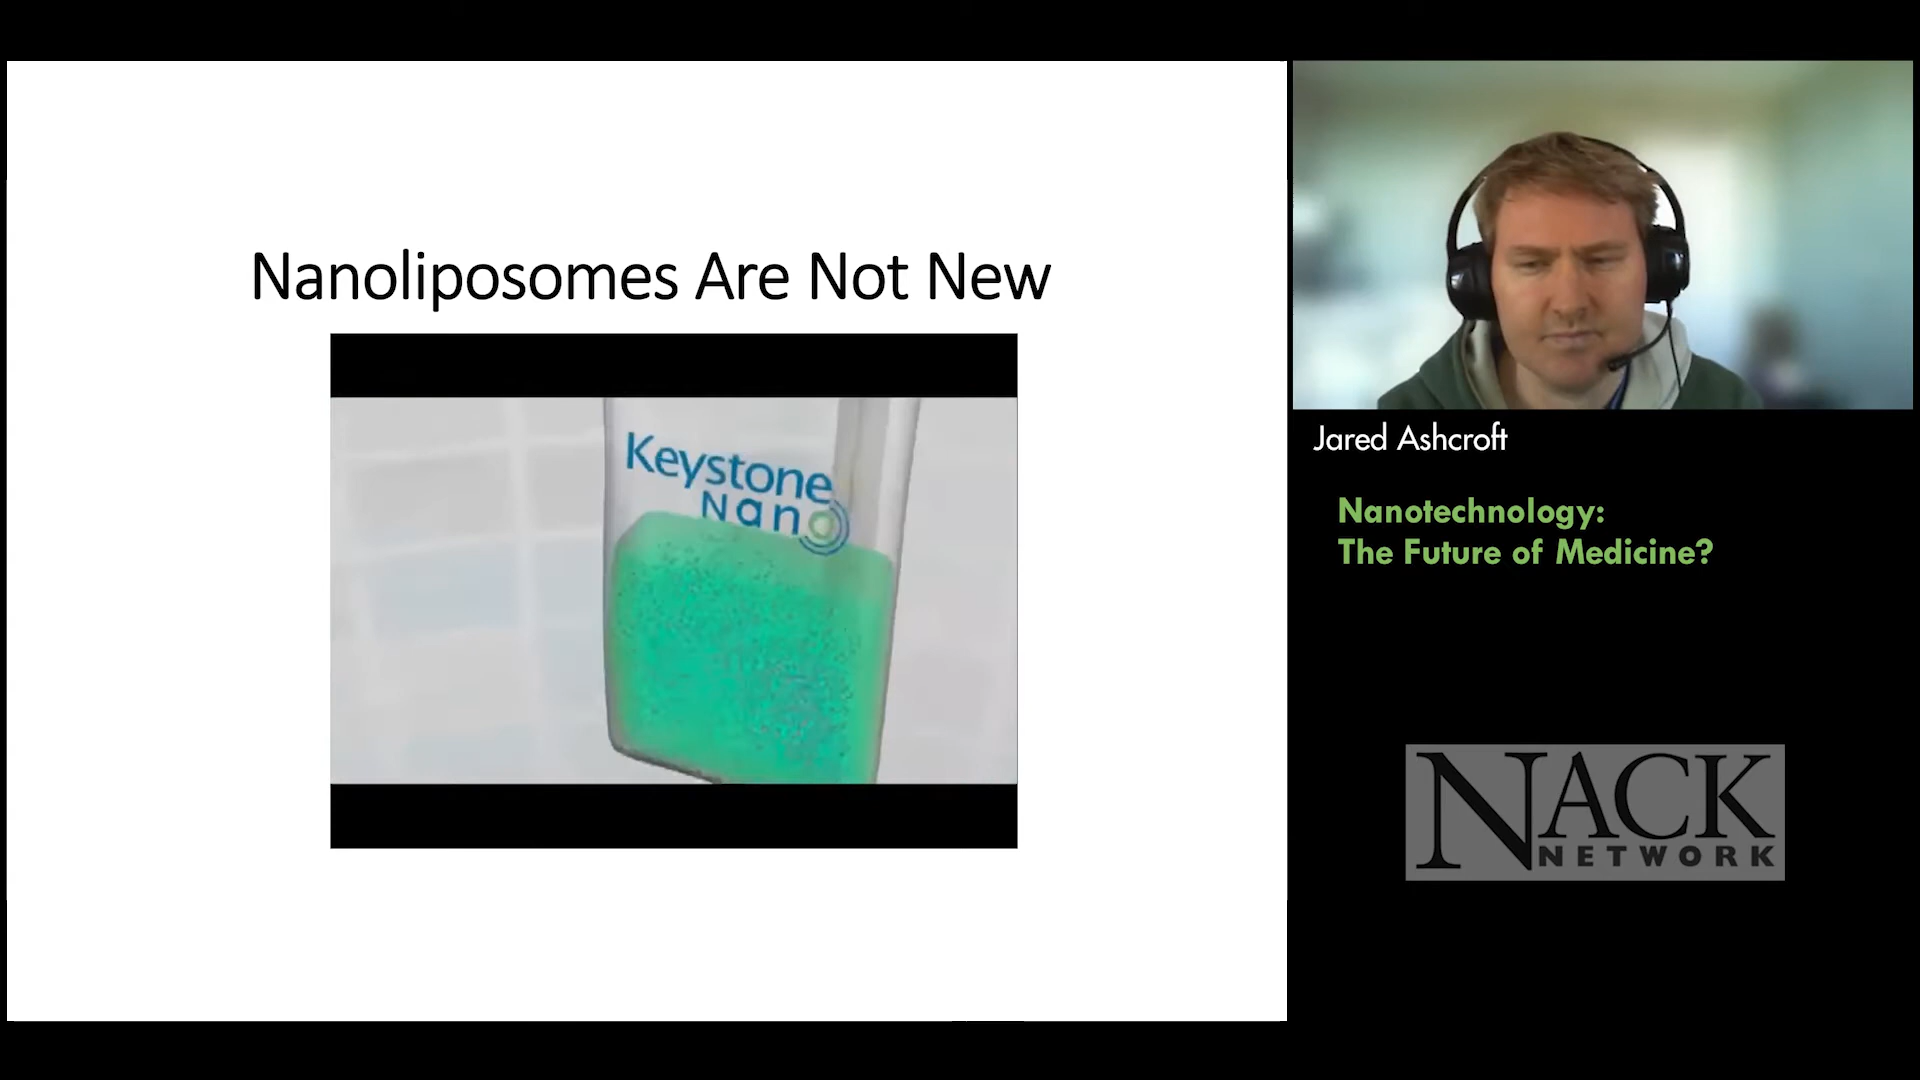 Nanoliposomes Are Not New
Keystone
Nano
Jared Ashcroft
Nanotechnology:
The Future of Medicine?
NACK
NETWORK